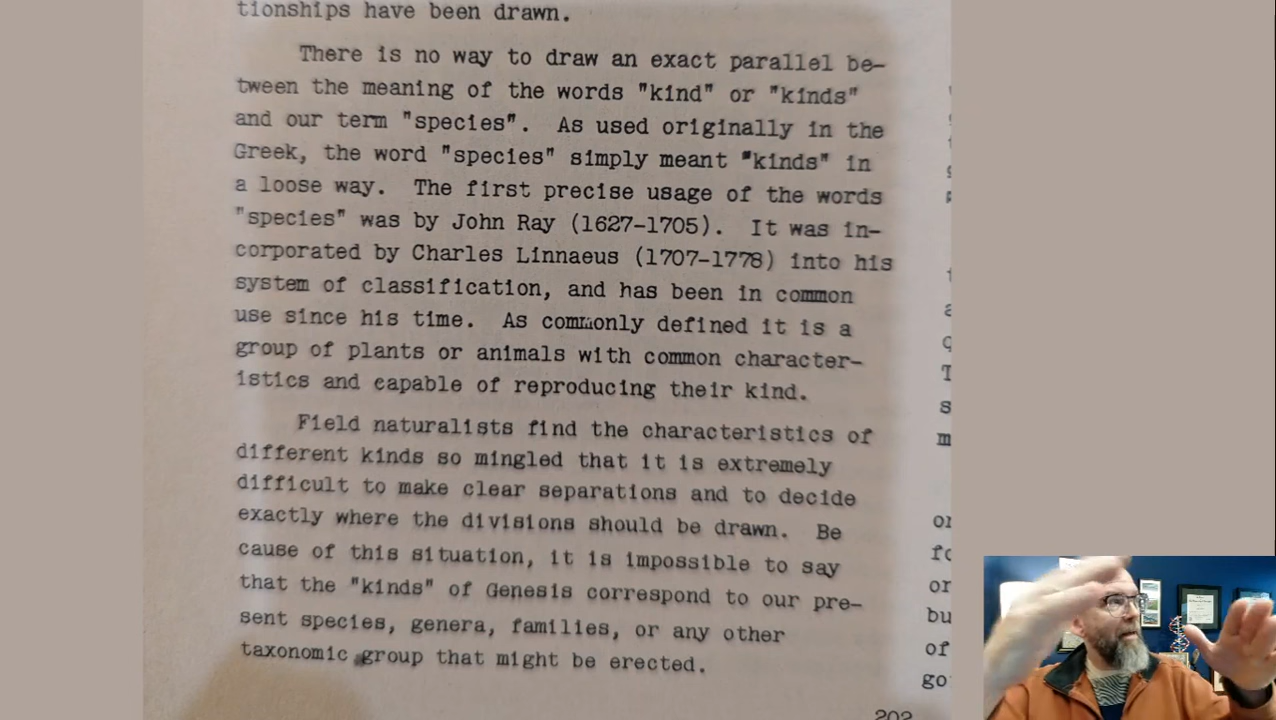 tionships have been drawn.
There is no way to draw an exact parallel be-
tween the meaning of the words "kind" or "kinds"
and our term "species". As used originally in the
Greek, the word "species" simply meant "kinds" in
a loose way. The first precise usage of the words
"species" was by John Ray (1627-1705). It was in-
corporated by Charles Linnaeus (1707-1778) into his
system of classification, and has been in common
use since his time. As commonly defined it is a
group of plants or animals with common character-
istics and capable of reproducing their kind.
Field naturalists find the characteristics of
different kinds so mingled that it is extremely
difficult to make clear separations and to decide
exactly where the divisions should be drawn. Be
cause of this situation, it is impossible to say
that the "kinds" of Genesis correspond to our pre-
sent species, genera, families, or any other
taxonomic group that might be erected.
202
or
bu
of
go